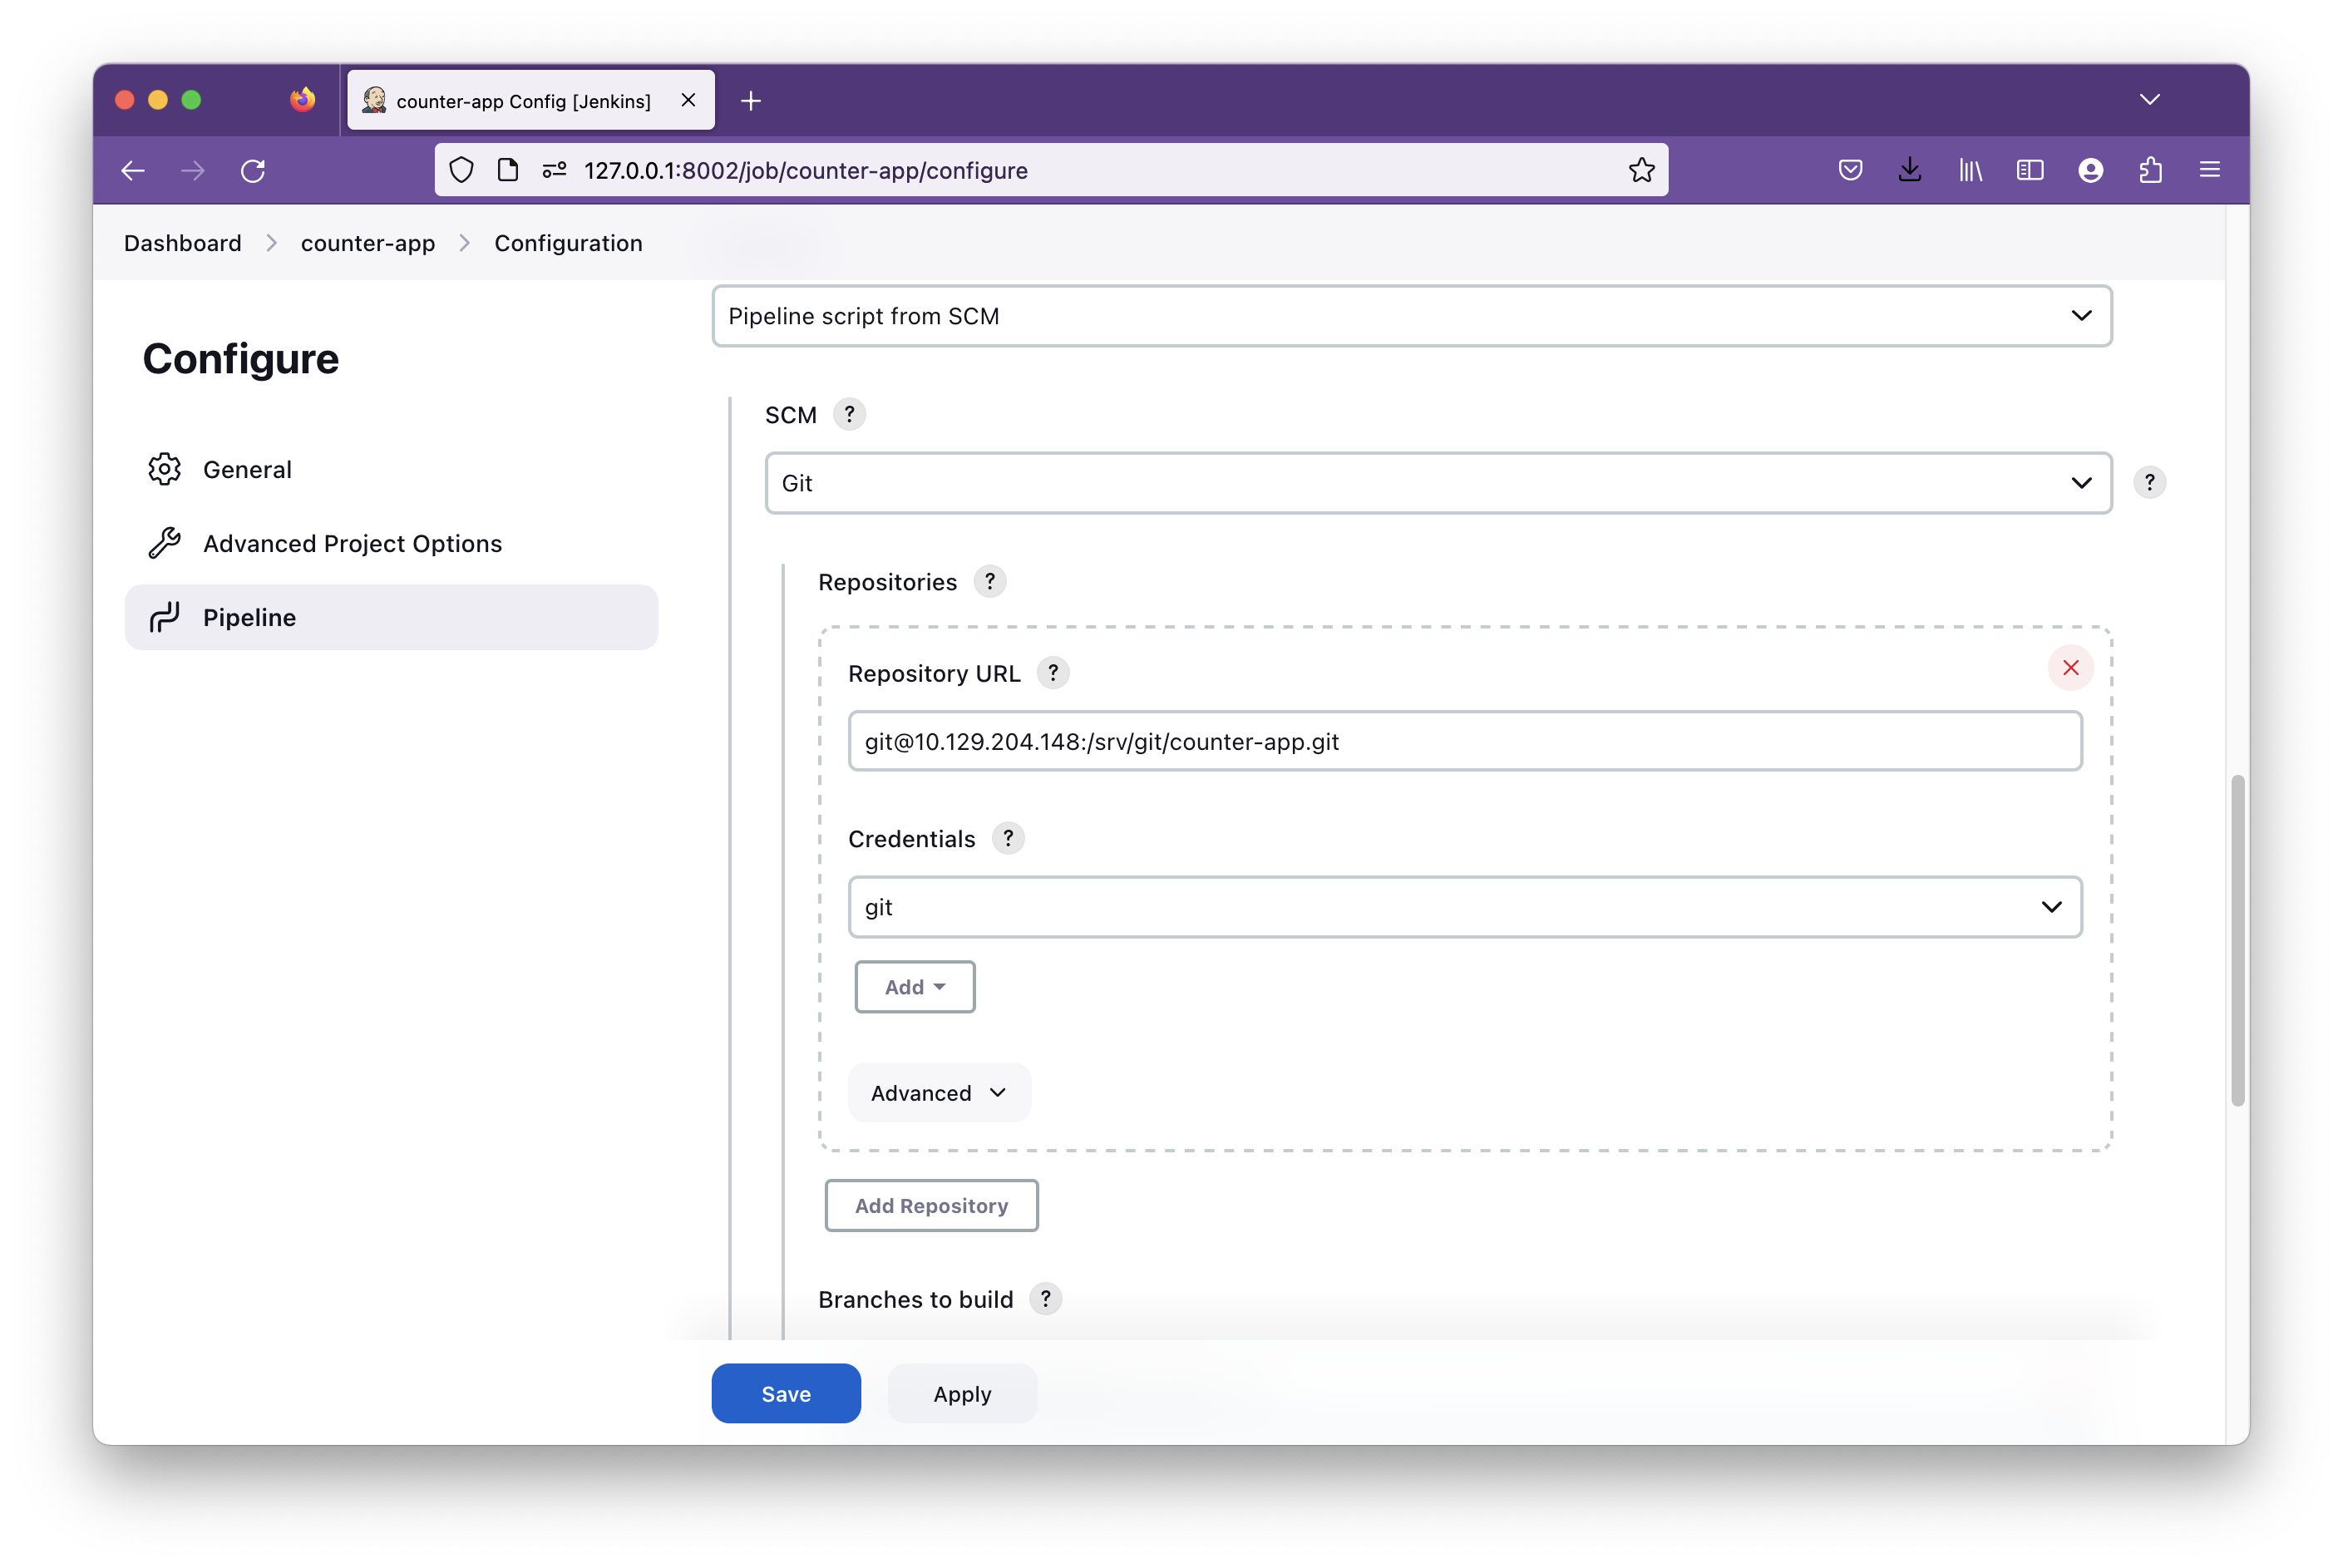 counter-app Config [Jenkins]
127.0.0.1:8002/job/counter-app/configure
Dashboard > counter-app > Configuration
Configure
General
Advanced Project Options
Pipeline
Pipeline script from SCM
SCM ?
Git ?
Repositories ?
Repository URL ?
git@10.129.204.148:/srv/git/counter-app.git
Credentials ?
git
Add
Advanced
Add Repository
Branches to build ?
Save Apply